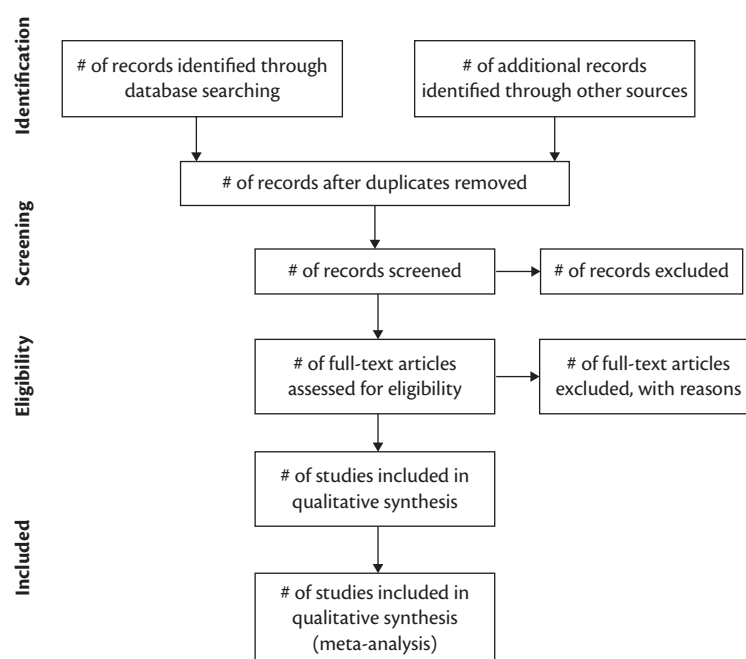 Identification
# of records identified through
database searching
# of additional records
identified through other sources
# of records after duplicates removed
Screening
# of records screened
# of records excluded
Eligibility
# of full-text articles
assessed for eligibility
# of full-text articles
excluded, with reasons
Included
# of studies included in
qualitative synthesis
# of studies included in
qualitative synthesis
(meta-analysis)